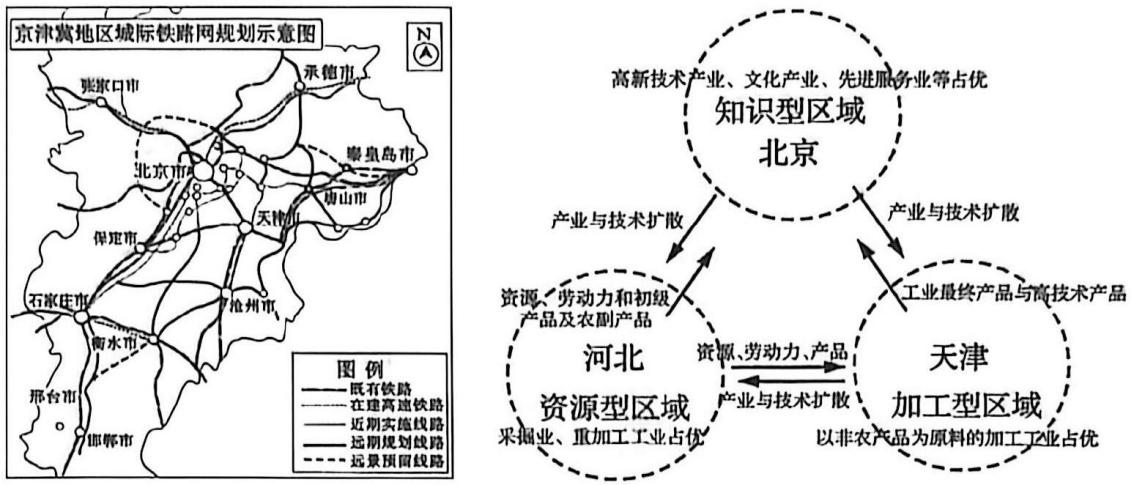 京津冀地区城际铁路网规划示意图
N
承德市
张家口市
秦皇岛市
北京市
唐山市
天津市
保定市
石家庄市
沧州市
衡水市
邢台市
邯郸市
图例
既有铁路
在建高速铁路
近期实施线路
远期规划线路
远景预留线路
高新技术产业、文化产业、先进服务业等占优
知识型区域
北京
产业与技术扩散
产业与技术扩散
资源、劳动力和初级
产品及农副产品
工业最终产品与高技术产品
河北
资源、劳动力、产品
天津
资源型区域
产业与技术扩散
加工型区域
采掘业、重加工工业占优
以非农产品为原料的加工工业占优